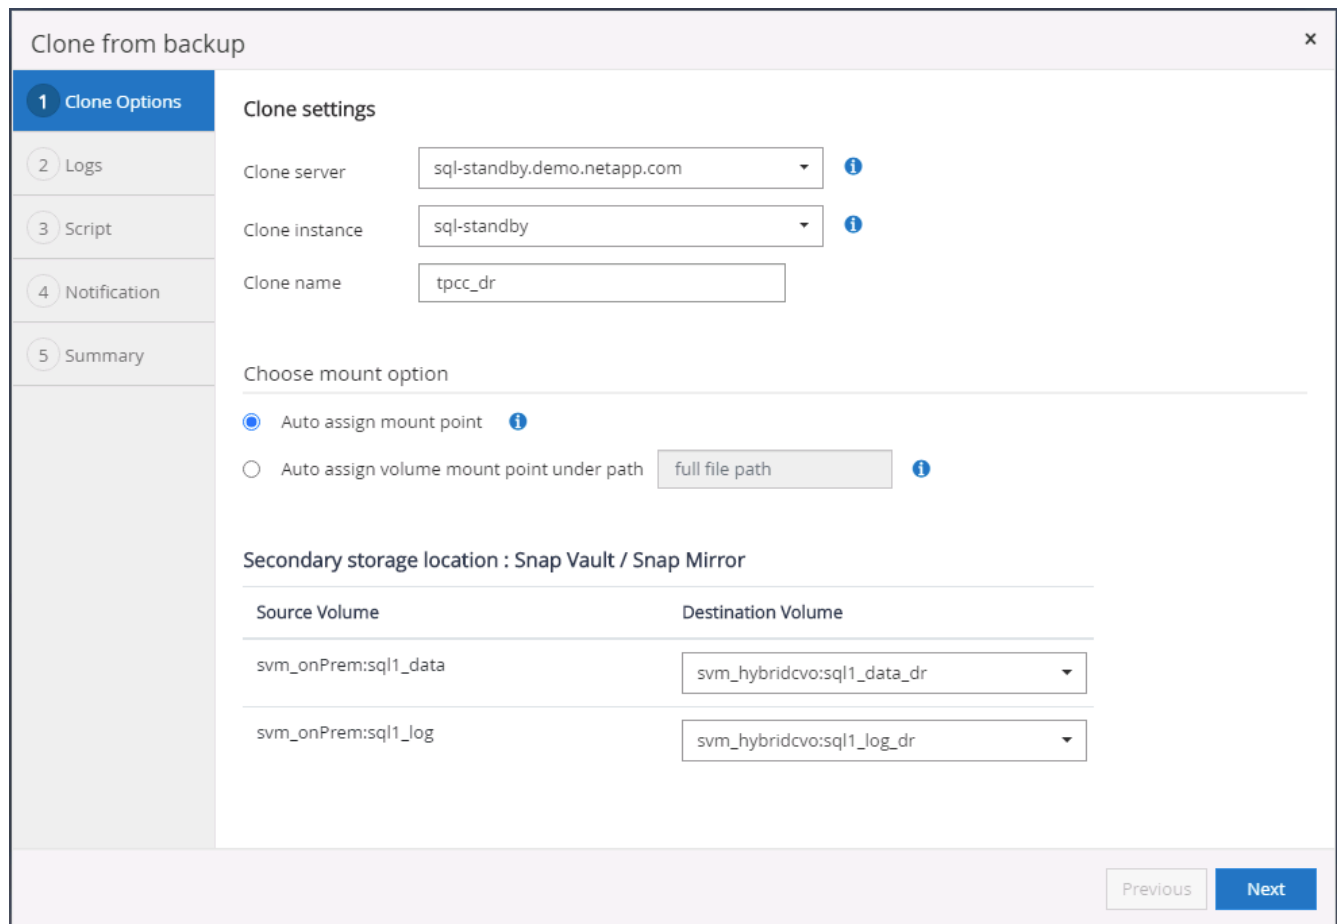 Clone from backup
×
1 Clone Options
2 Logs
3 Script
4 Notification
5 Summary
Clone settings
Clone server sql-standby.demo.netapp.com i
Clone instance sql-standby i
Clone name tpcc_dr
Choose mount option
Auto assign mount point i
Auto assign volume mount point under path full file path i
Secondary storage location : Snap Vault / Snap Mirror
Source Volume Destination Volume
svm_onPrem:sql1_data svm_hybridcvo:sql1_data_dr
svm_onPrem:sql1_log svm_hybridcvo:sql1_log_dr
Previous Next